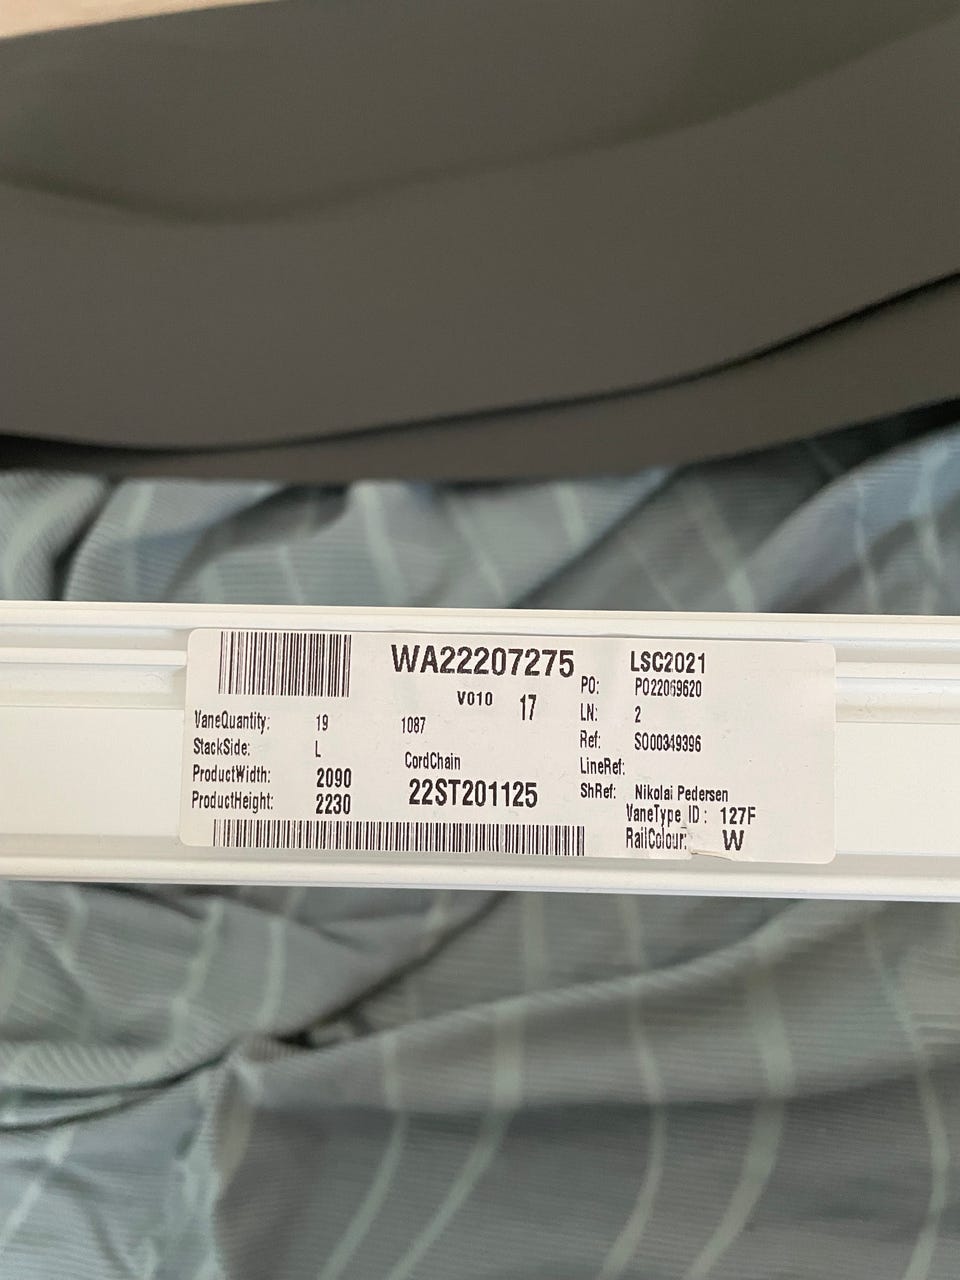 WA22207275
LSC2021
V010 17
PO: PO22069620
VaneQuantity: 19 1087
LN: 2
StackSide: L
Ref: SO00349396
CordChain
LineRef:
ProductWidth: 2090
22ST201125
ShRef: Nikolai Pedersen
ProductHeight: 2230
VaneType_ID: 127F
RailColour: W